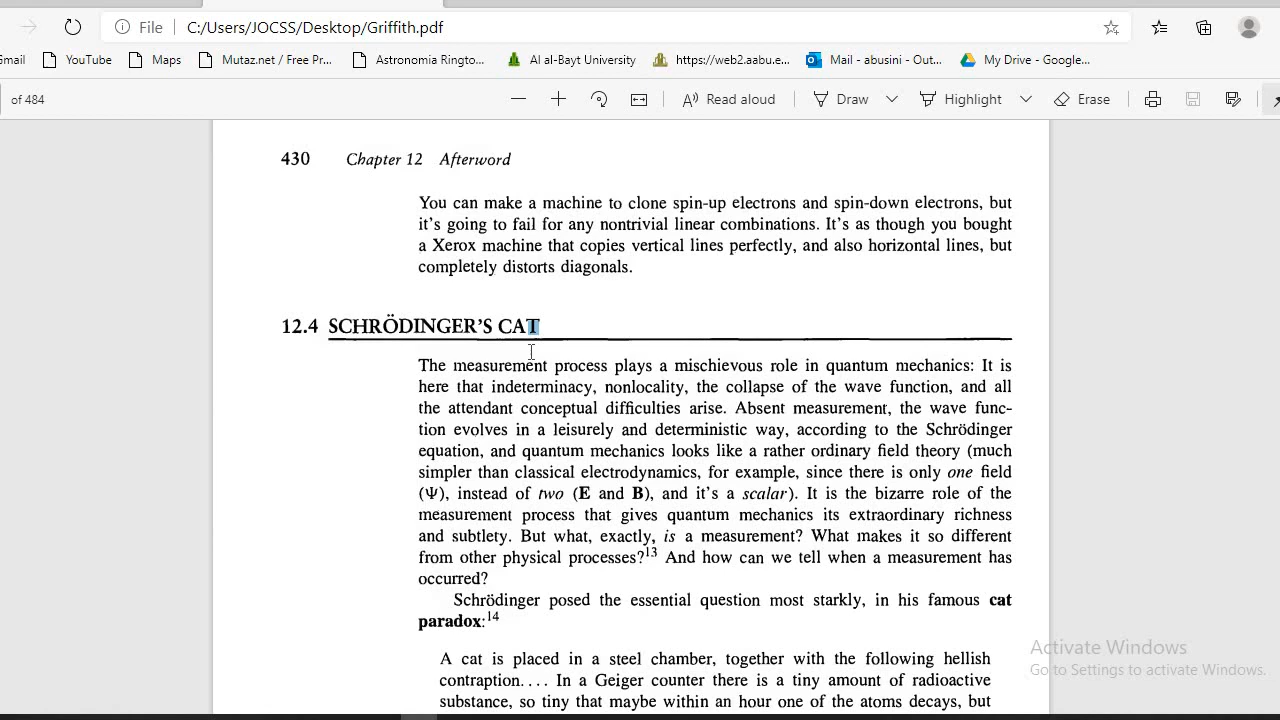 File C:/Users/JOCSS/Desktop/Griffith.pdf
Gmail YouTube Maps Mutaz.net / Free Pr... Astronomia Ringto... Al al-Bayt University https://web2.aabu.e... Mail - abusini - Out... My Drive - Google...
of 484 Read aloud Draw Highlight Erase
430 Chapter 12 Afterword
You can make a machine to clone spin-up electrons and spin-down electrons, but
it's going to fail for any nontrivial linear combinations. It's as though you bought
a Xerox machine that copies vertical lines perfectly, and also horizontal lines, but
completely distorts diagonals.
12.4 SCHRÖDINGER'S CAT
The measurement process plays a mischievous role in quantum mechanics: It is
here that indeterminacy, nonlocality, the collapse of the wave function, and all
the attendant conceptual difficulties arise. Absent measurement, the wave func-
tion evolves in a leisurely and deterministic way, according to the Schrödinger
equation, and quantum mechanics looks like a rather ordinary field theory (much
simpler than classical electrodynamics, for example, since there is only one field
(Ψ), instead of two (E and B), and it's a scalar). It is the bizarre role of the
measurement process that gives quantum mechanics its extraordinary richness
and subtlety. But what, exactly, is a measurement? What makes it so different
from other physical processes?13 And how can we tell when a measurement has
occurred?
Schrödinger posed the essential question most starkly, in his famous cat
paradox:14
A cat is placed in a steel chamber, together with the following hellish
contraption.... In a Geiger counter there is a tiny amount of radioactive
substance, so tiny that maybe within an hour one of the atoms decays, but
Activate Windows
Go to Settings to activate Windows.